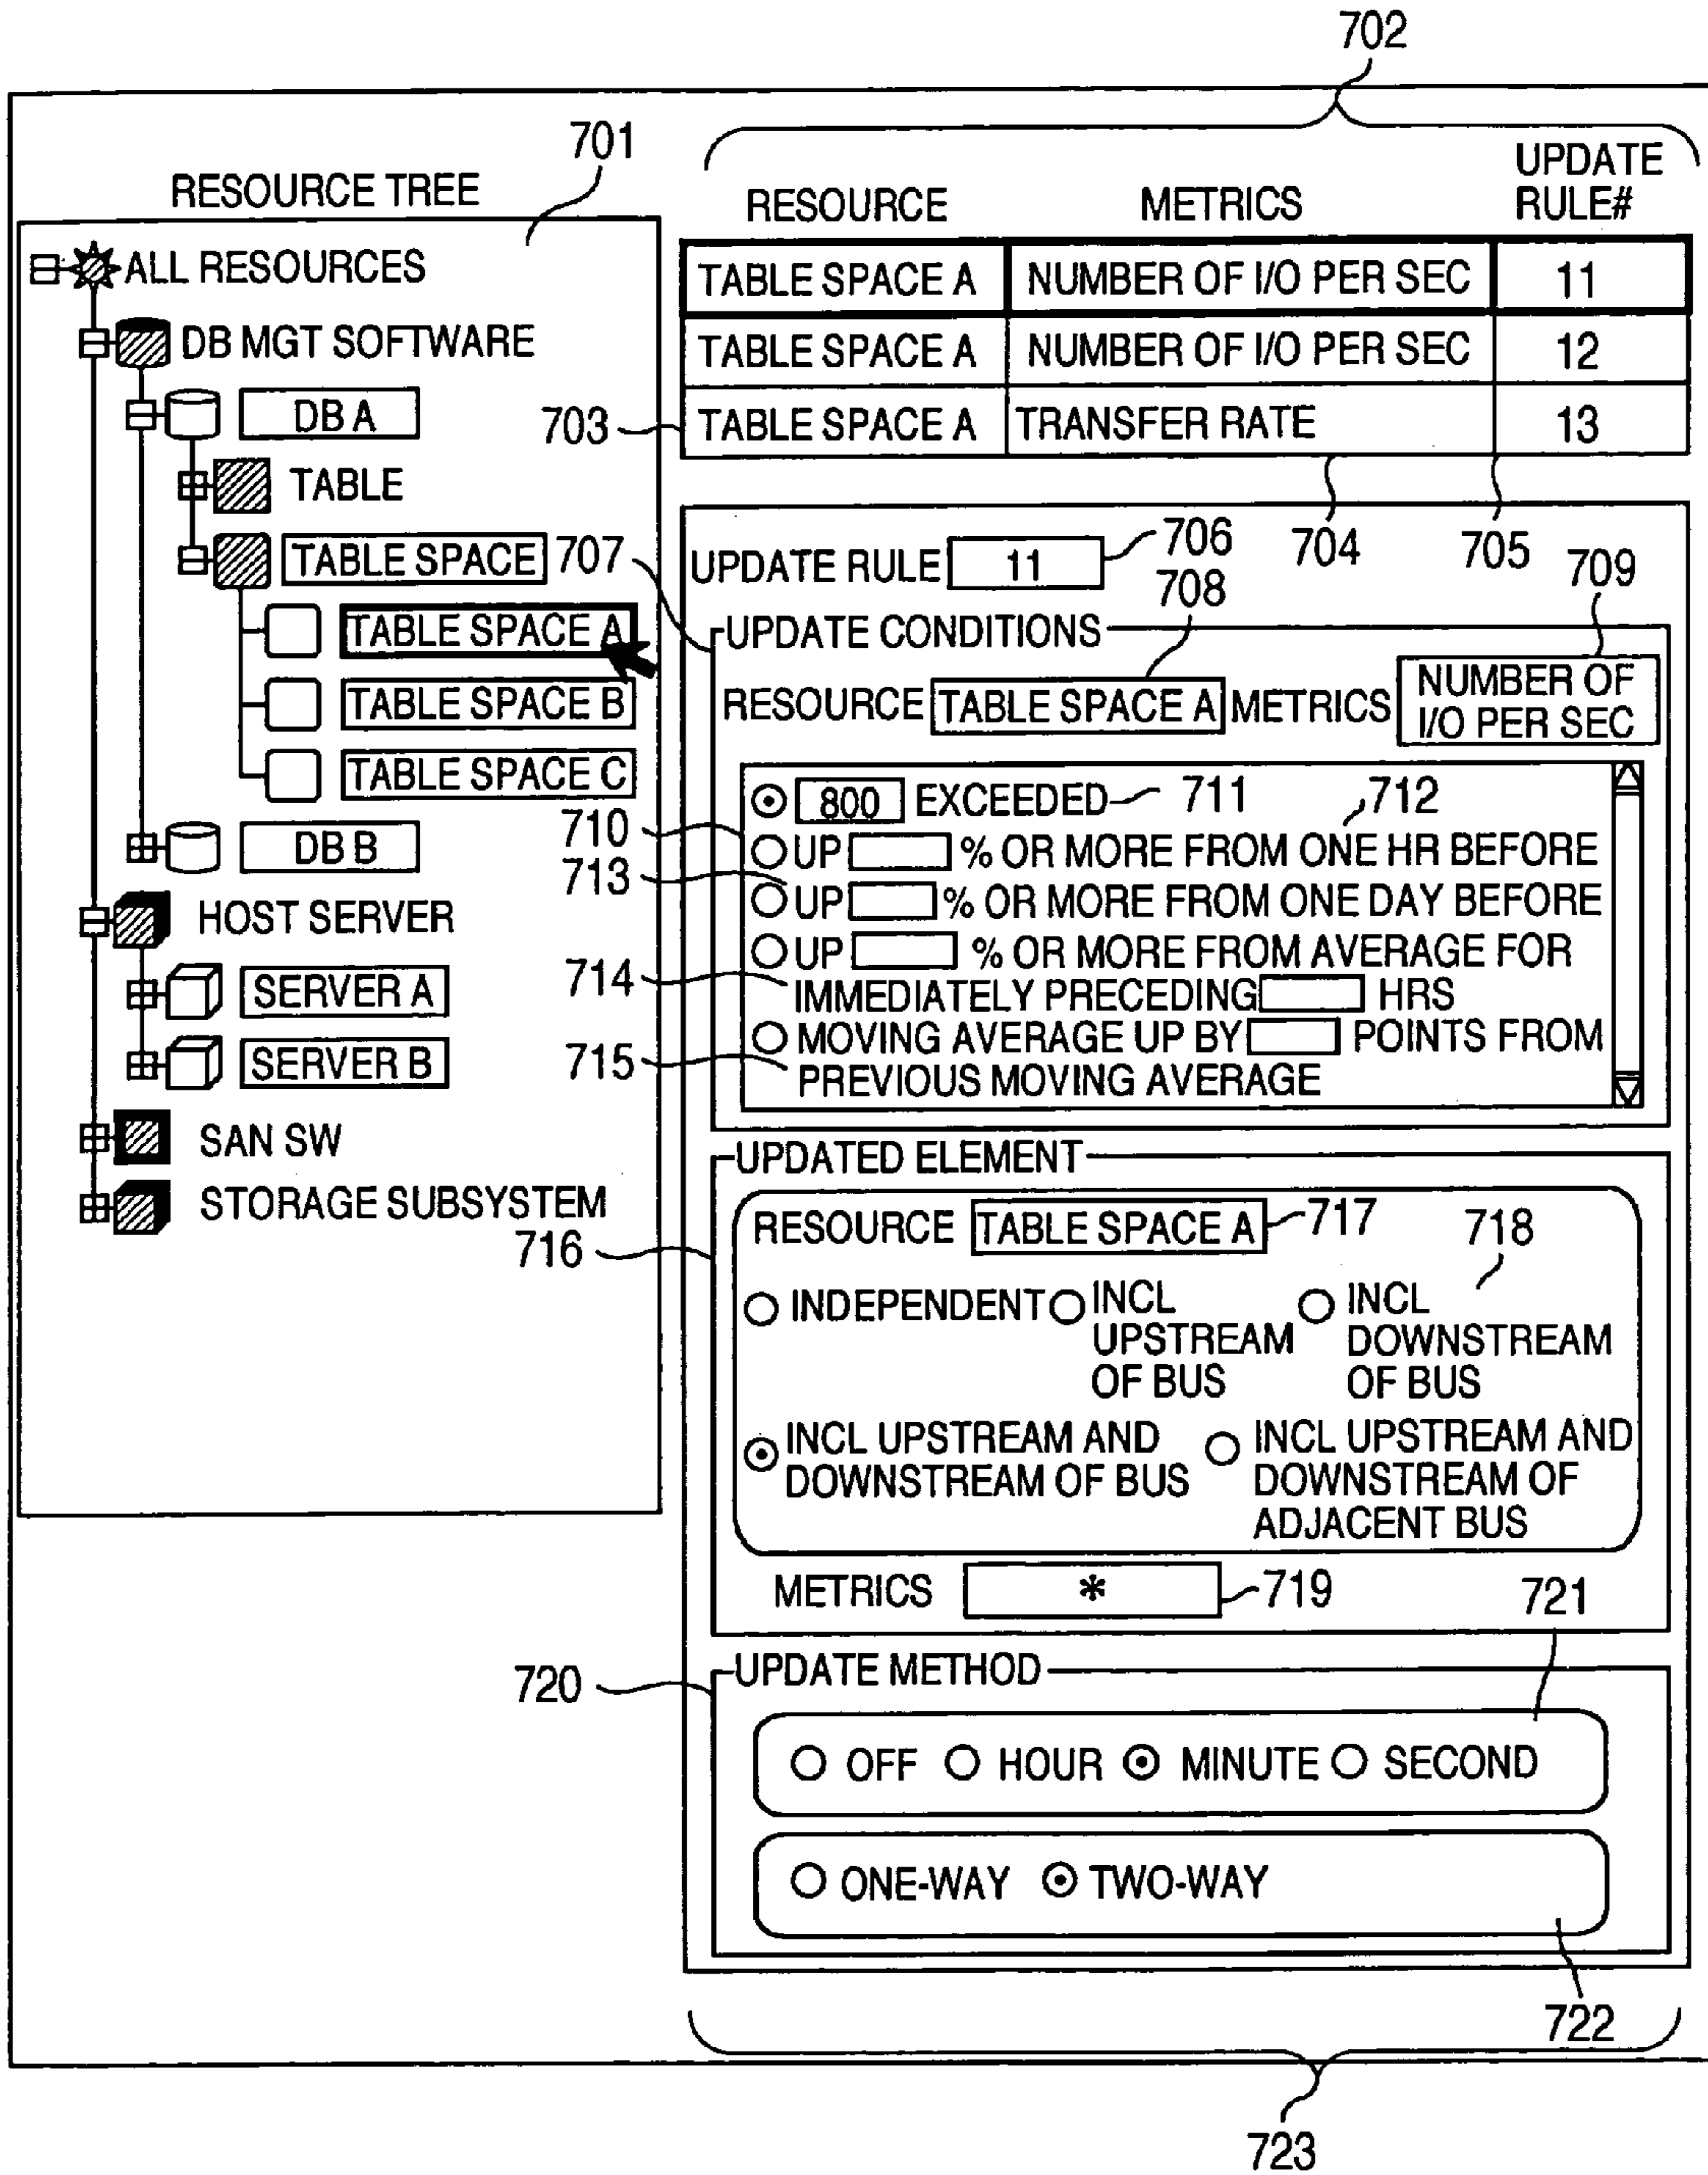 702
701
RESOURCE TREE
ALL RESOURCES
DB MGT SOFTWARE
DB A
TABLE
TABLE SPACE
TABLE SPACE A
TABLE SPACE B
TABLE SPACE C
DB B
HOST SERVER
SERVER A
SERVER B
SAN SW
STORAGE SUBSYSTEM
RESOURCE METRICS UPDATE RULE#
TABLE SPACE A NUMBER OF I/O PER SEC 11
TABLE SPACE A NUMBER OF I/O PER SEC 12
703 TABLE SPACE A TRANSFER RATE 13
704 705
707
UPDATE RULE 11 706
708 709
UPDATE CONDITIONS
RESOURCE TABLE SPACE A METRICS NUMBER OF I/O PER SEC
800 EXCEEDED 711
710 712
UP % OR MORE FROM ONE HR BEFORE
713
UP % OR MORE FROM ONE DAY BEFORE
UP % OR MORE FROM AVERAGE FOR
714 IMMEDIATELY PRECEDING HRS
MOVING AVERAGE UP BY POINTS FROM
715 PREVIOUS MOVING AVERAGE
UPDATED ELEMENT
716
RESOURCE TABLE SPACE A 717
718
INDEPENDENT
INCL
UPSTREAM
OF BUS
INCL
DOWNSTREAM
OF BUS
INCL UPSTREAM AND
DOWNSTREAM OF BUS
INCL UPSTREAM AND
DOWNSTREAM OF
ADJACENT BUS
METRICS * 719
721
720 UPDATE METHOD
OFF HOUR MINUTE SECOND
ONE-WAY TWO-WAY
722
723